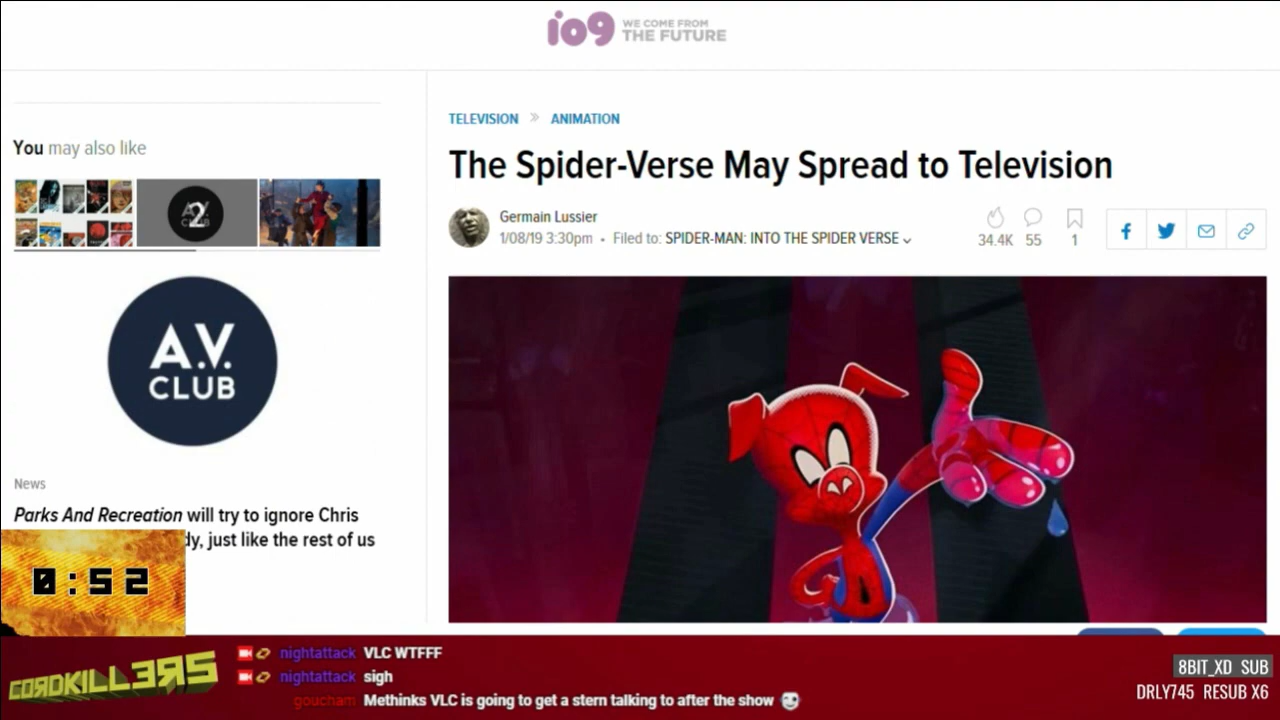 io9
WE COME FROM
THE FUTURE
You may also like
A.V.
CLUB
News
Parks And Recreation will try to ignore Chris
dy, just like the rest of us
TELEVISION » ANIMATION
The Spider-Verse May Spread to Television
Germain Lussier
1/08/19 3:30pm • Filed to: SPIDER-MAN: INTO THE SPIDER VERSE
34.4K 55 1
0:52
CORDKILLERS
nightattack VLC WTFFF
nightattack sigh
goucham Methinks VLC is going to get a stern talking to after the show
8BIT_XD SUB
DRLY745 RESUB X6